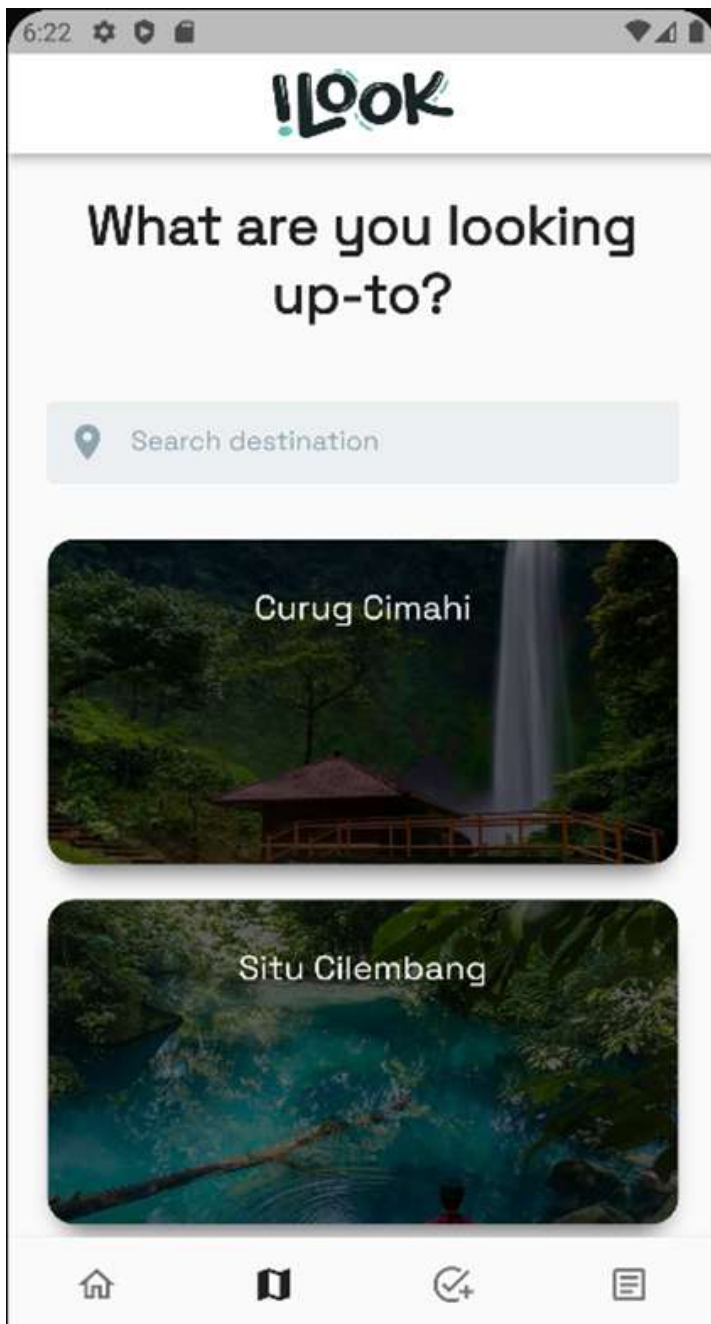 6:22
!LOOK
What are you looking
up-to?
Search destination
Curug Cimahi
Situ Cilembang